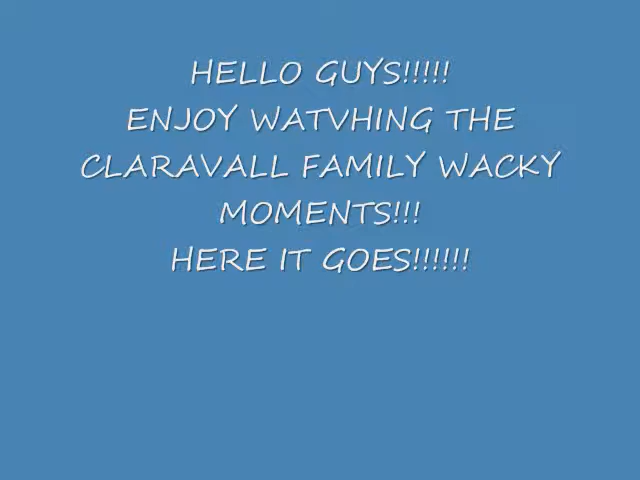 HELLO GUYS!!!!!
ENJOY WATVHING THE
CLARAVALL FAMILY WACKY
MOMENTS!!!
HERE IT GOES!!!!!!